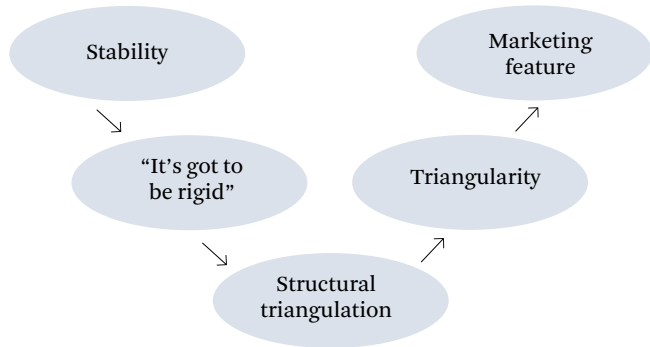 Stability
“It's got to
be rigid”
Structural
triangulation
Triangularity
Marketing
feature